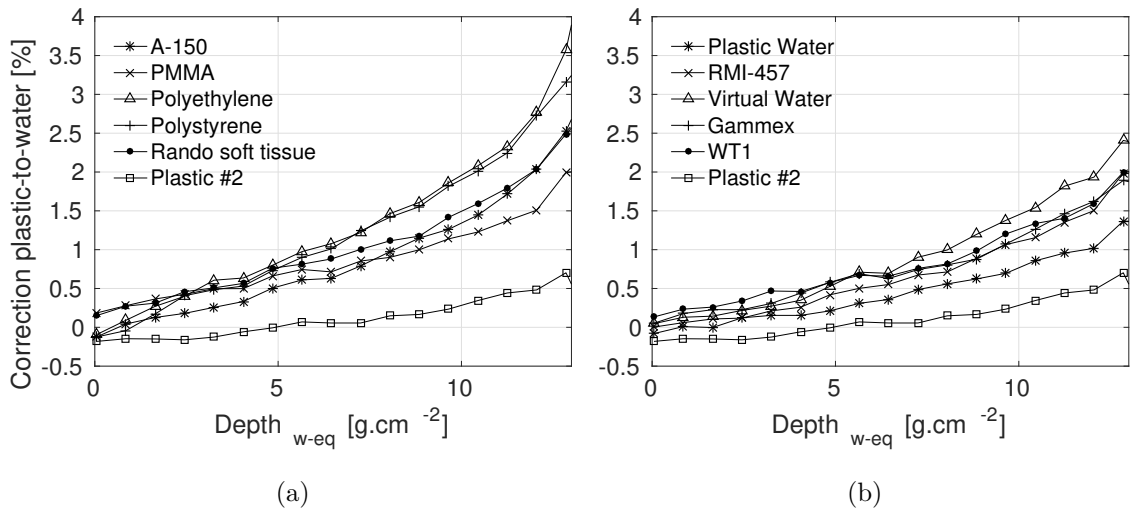 Correction plastic-to-water [%]
4
3.5
3
2.5
2
1.5
1
0.5
0
-0.5
A-150
PMMA
Polyethylene
Polystyrene
Rando soft tissue
Plastic #2
0 5 10
Depth w-eq [g.cm -2]
(a)
4
3.5
3
2.5
2
1.5
1
0.5
0
-0.5
Plastic Water
RMI-457
Virtual Water
Gammex
WT1
Plastic #2
0 5 10
Depth w-eq [g.cm -2]
(b)